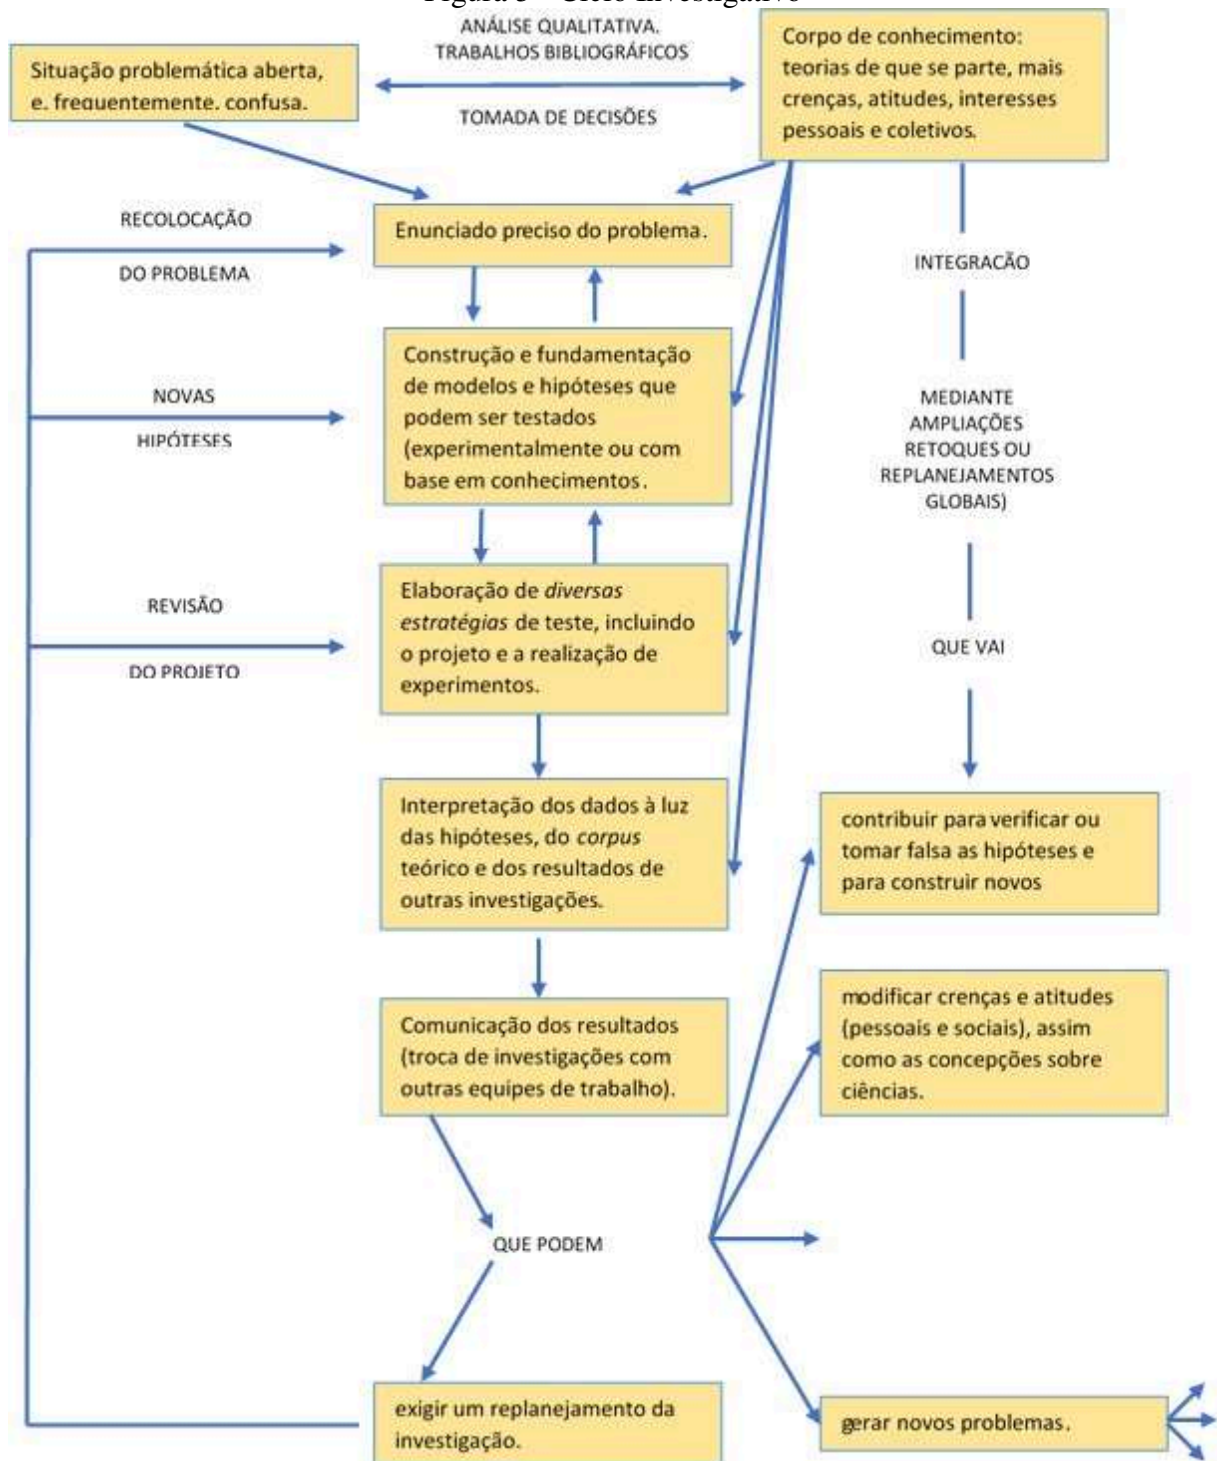 Figura 3 – Ciclo Investigativo
ANÁLISE QUALITATIVA.
TRABALHOS BIBLIOGRÁFICOS
TOMADA DE DECISÕES
Situação problemática aberta,
e, frequentemente, confusa.
Corpo de conhecimento:
teorias de que se parte, mais
crenças, atitudes, interesses
pessoais e coletivos.
RECOLOCAÇÃO
DO PROBLEMA
Enunciado preciso do problema.
INTEGRACÃO
NOVAS
HIPÓTESES
Construção e fundamentação
de modelos e hipóteses que
podem ser testados
(experimentalmente ou com
base em conhecimentos.
MEDIANTE
AMPLIAÇÕES
RETOQUES OU
REPLANEJAMENTOS
GLOBAIS)
REVISÃO
DO PROJETO
Elaboração de diversas
estratégias de teste, incluindo
o projeto e a realização de
experimentos.
QUE VAI
Interpretação dos dados à luz
das hipóteses, do corpus
teórico e dos resultados de
outras investigações.
contribuir para verificar ou
tomar falsa as hipóteses e
para construir novos
Comunicação dos resultados
(troca de investigações com
outras equipes de trabalho).
modificar crenças e atitudes
(pessoais e sociais), assim
como as concepções sobre
ciências.
QUE PODEM
exigir um replanejamento da
investigação.
gerar novos problemas.